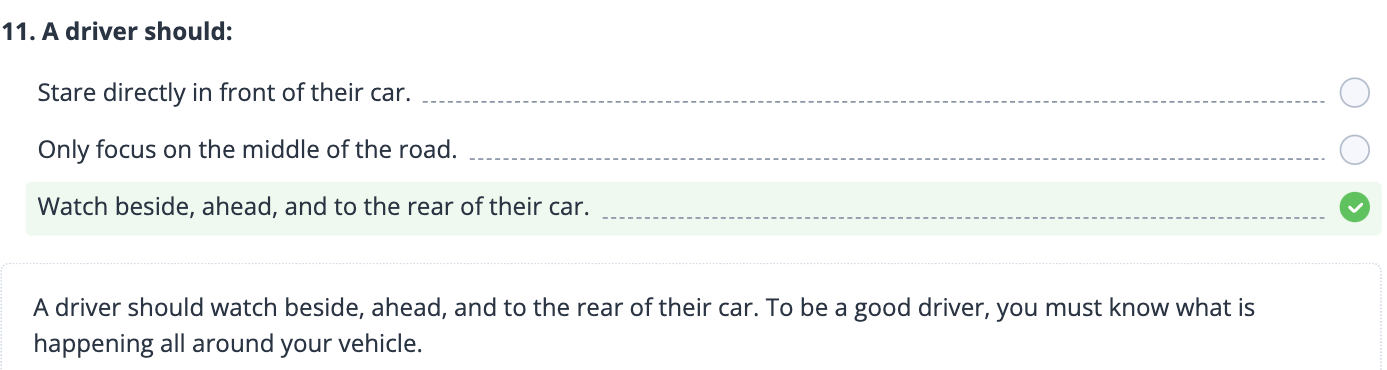 11. A driver should:
Stare directly in front of their car.
Only focus on the middle of the road.
Watch beside, ahead, and to the rear of their car.
A driver should watch beside, ahead, and to the rear of their car. To be a good driver, you must know what is
happening all around your vehicle.